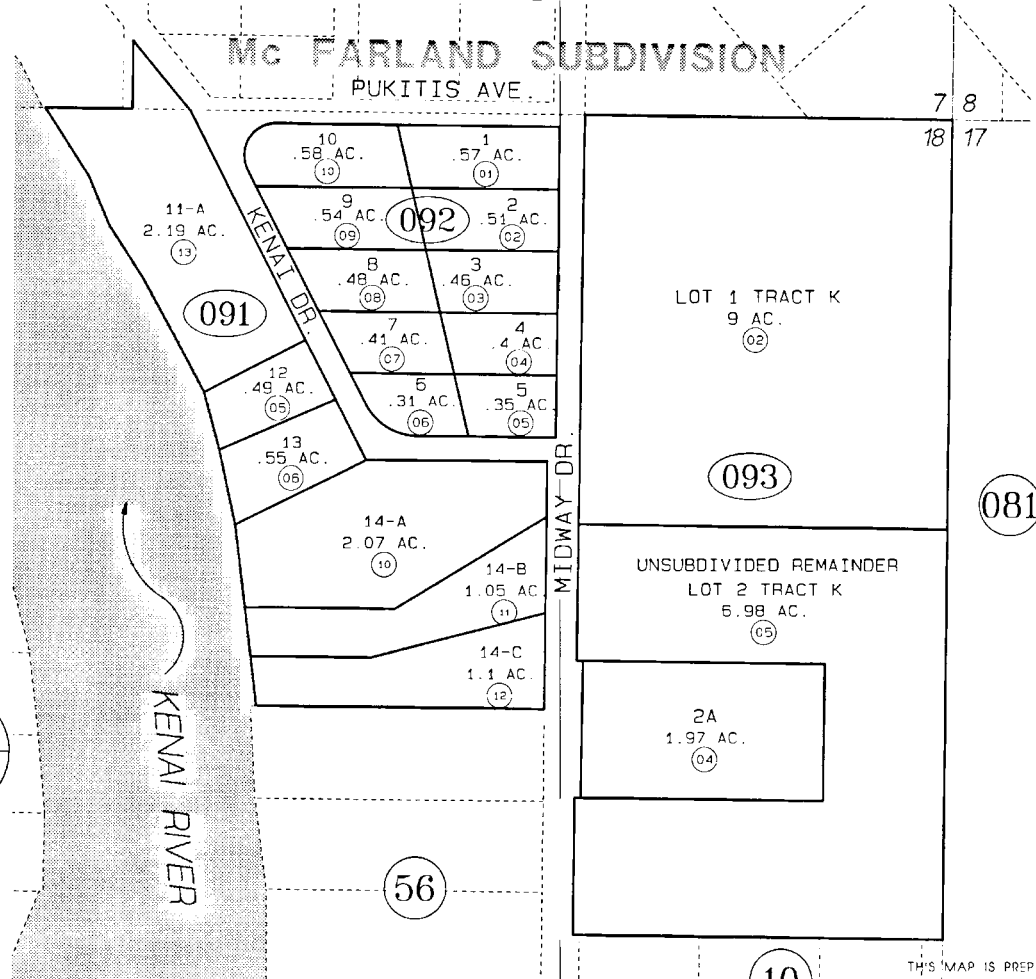 Mc FARLAND SUBDIVISION
PUKITIS AVE.
7 8
18 17
10
.58 AC.
10
1
.57 AC.
01
9
.54 AC.
09
092
2
.51 AC.
02
8
.48 AC.
08
3
.46 AC.
03
7
.41 AC.
07
4
.4 AC.
04
6
.31 AC.
06
5
.35 AC.
05
KENAI DR.
11-A
2.19 AC.
13
091
12
.49 AC.
05
13
.55 AC.
06
14-A
2.07 AC.
10
14-B
1.05 AC.
11
14-C
1.1 AC.
12
MIDWAY DR.
LOT 1 TRACT K
9 AC.
02
093
081
UNSUBDIVIDED REMAINDER
LOT 2 TRACT K
6.98 AC.
05
2A
1.97 AC.
04
KENAI RIVER
56
10
THIS MAP IS PREP